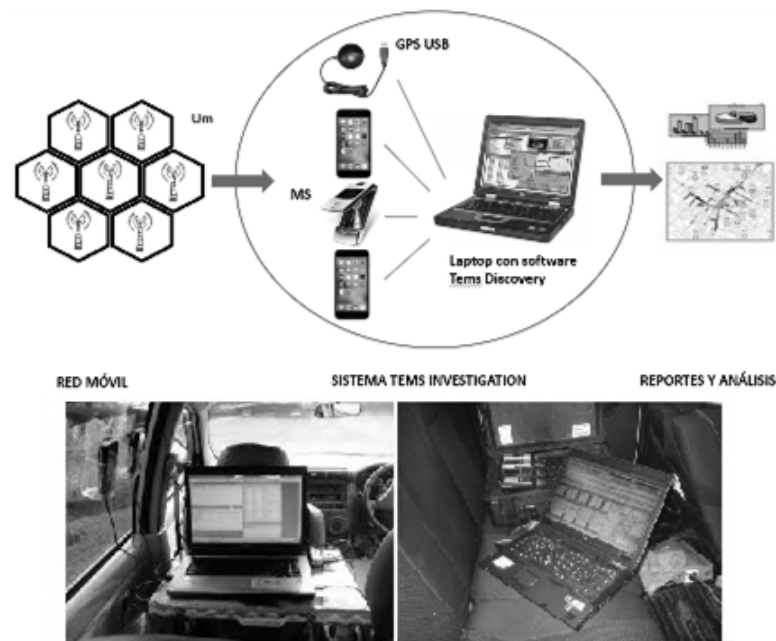 GPS USB
Um
MS
Laptop con software
Tems Discovery
RED MÓVIL
SISTEMA TEMS INVESTIGATION
REPORTES Y ANÁLISIS